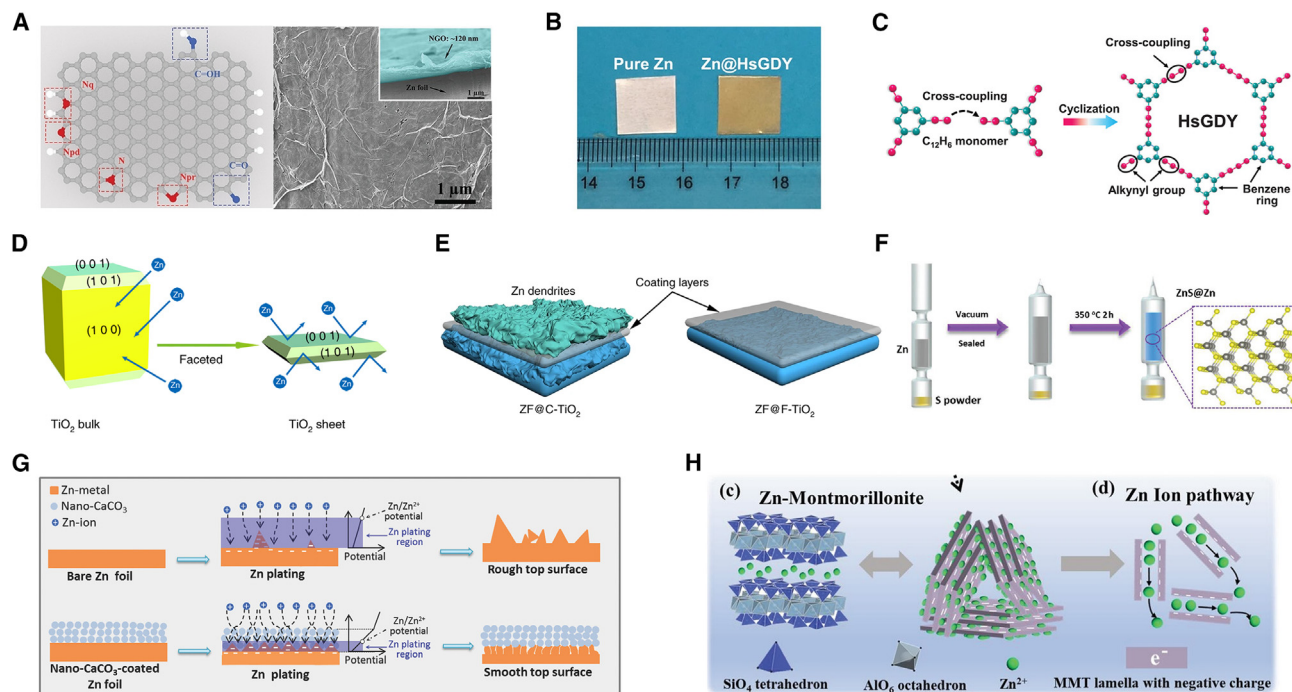 A
C=OH
Nq
Npd
N
Npr
C=O
NGO: ~120 nm
Zn foil
1 μm
1 μm
B
Pure Zn
Zn@HsGDY
14 15 16 17 18
C
Cross-coupling
Cross-coupling
C12H6 monomer
Cyclization
HsGDY
Alkynyl group
Benzene ring
D
(0 0 1)
(1 0 1)
(1 0 0)
Zn
Zn
Zn
Faceted
Zn
Zn
(0 0 1)
(1 0 1)
Zn
Zn
TiO2 bulk
TiO2 sheet
E
Zn dendrites
Coating layers
ZF@C-TiO2
ZF@F-TiO2
F
Vacuum
Sealed
350 °C 2 h
ZnS@Zn
Zn
S powder
G
Zn-metal
Nano-CaCO3
Zn-ion
Bare Zn foil
Zn plating
Potential
Zn/Zn2+
potential
Zn plating
region
Rough top surface
Nano-CaCO3-coated
Zn foil
Zn plating
Potential
Zn/Zn2+
potential
Zn plating
region
Smooth top surface
H
(c)
Zn-Montmorillonite
(d)
Zn Ion pathway
SiO4 tetrahedron
AlO6 octahedron
Zn2+
e-
MMT lamella with negative charge